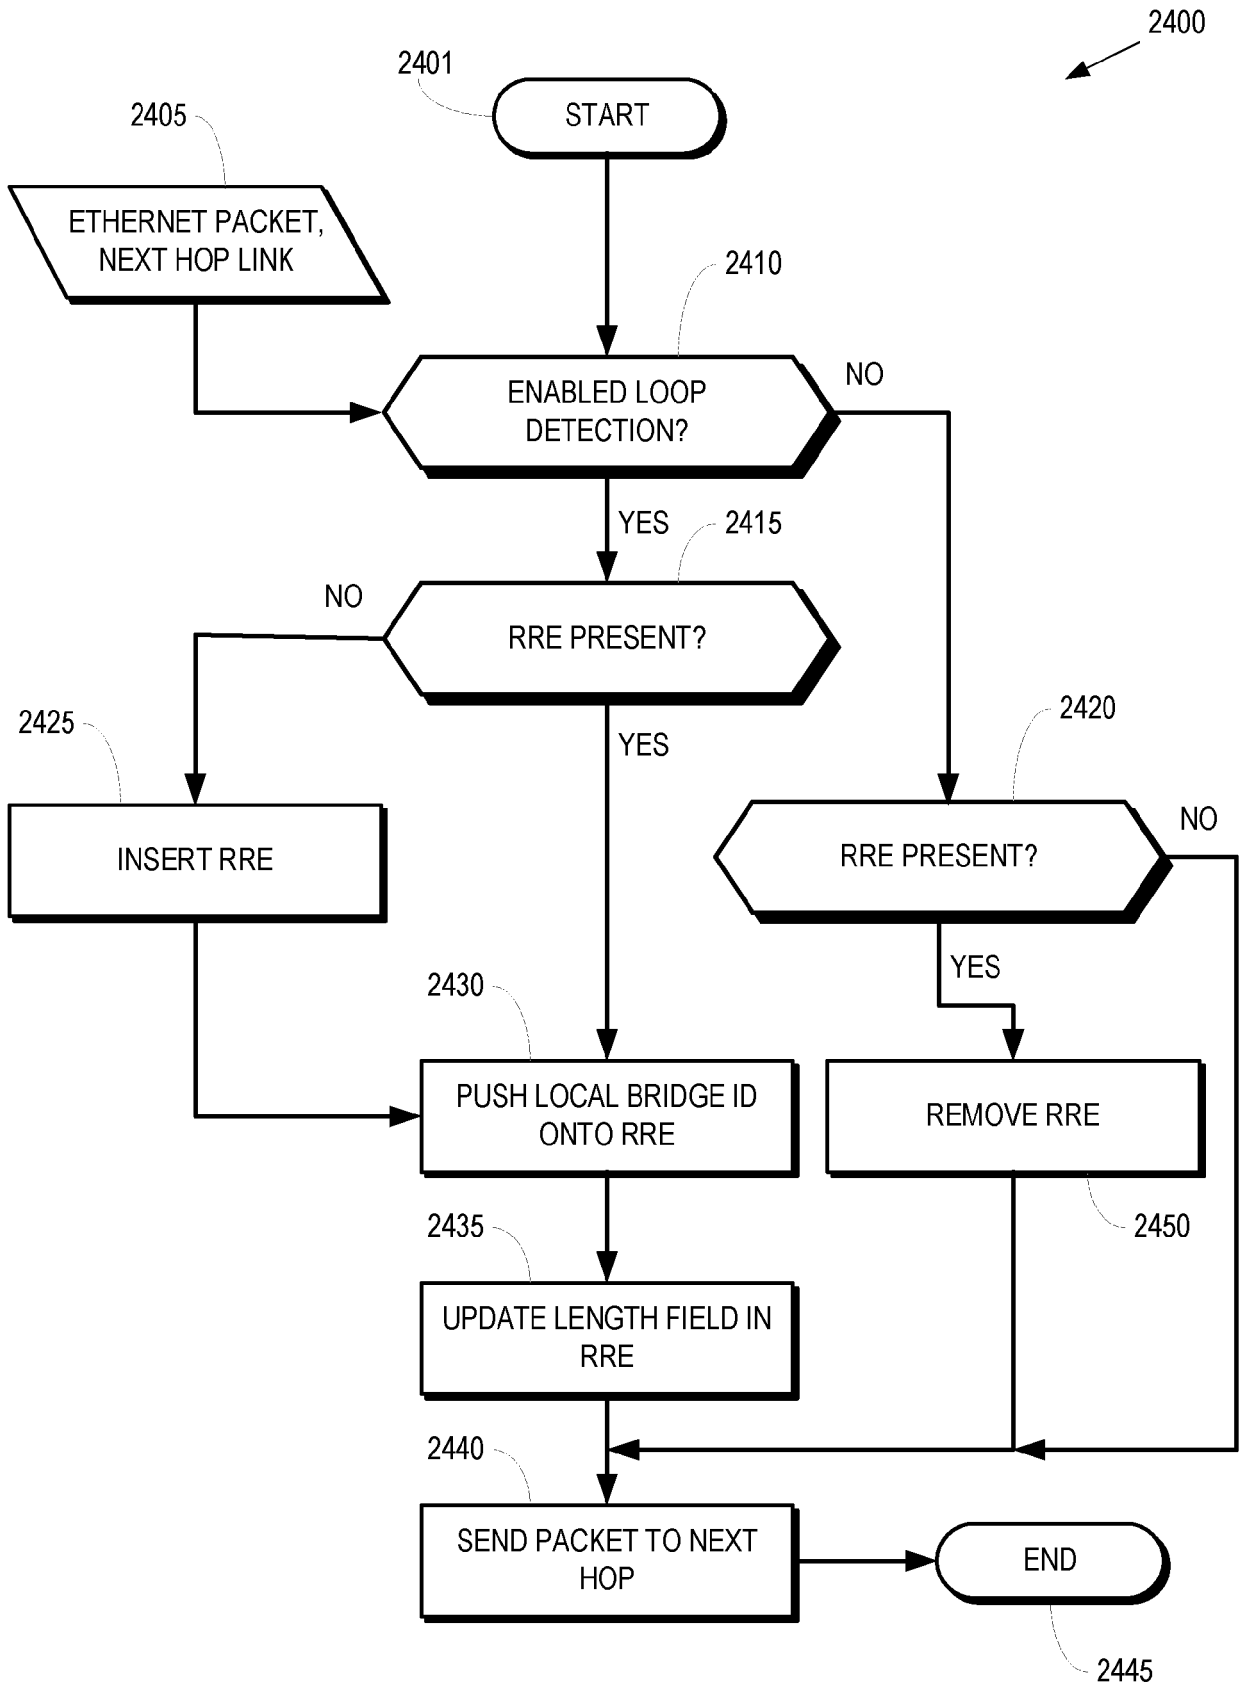 2400
2401
START
2405
ETHERNET PACKET,
NEXT HOP LINK
2410
ENABLED LOOP
DETECTION?
NO
YES
2415
RRE PRESENT?
NO
YES
2425
INSERT RRE
2420
RRE PRESENT?
NO
YES
2430
PUSH LOCAL BRIDGE ID
ONTO RRE
REMOVE RRE
2450
2435
UPDATE LENGTH FIELD IN
RRE
2440
SEND PACKET TO NEXT
HOP
END
2445